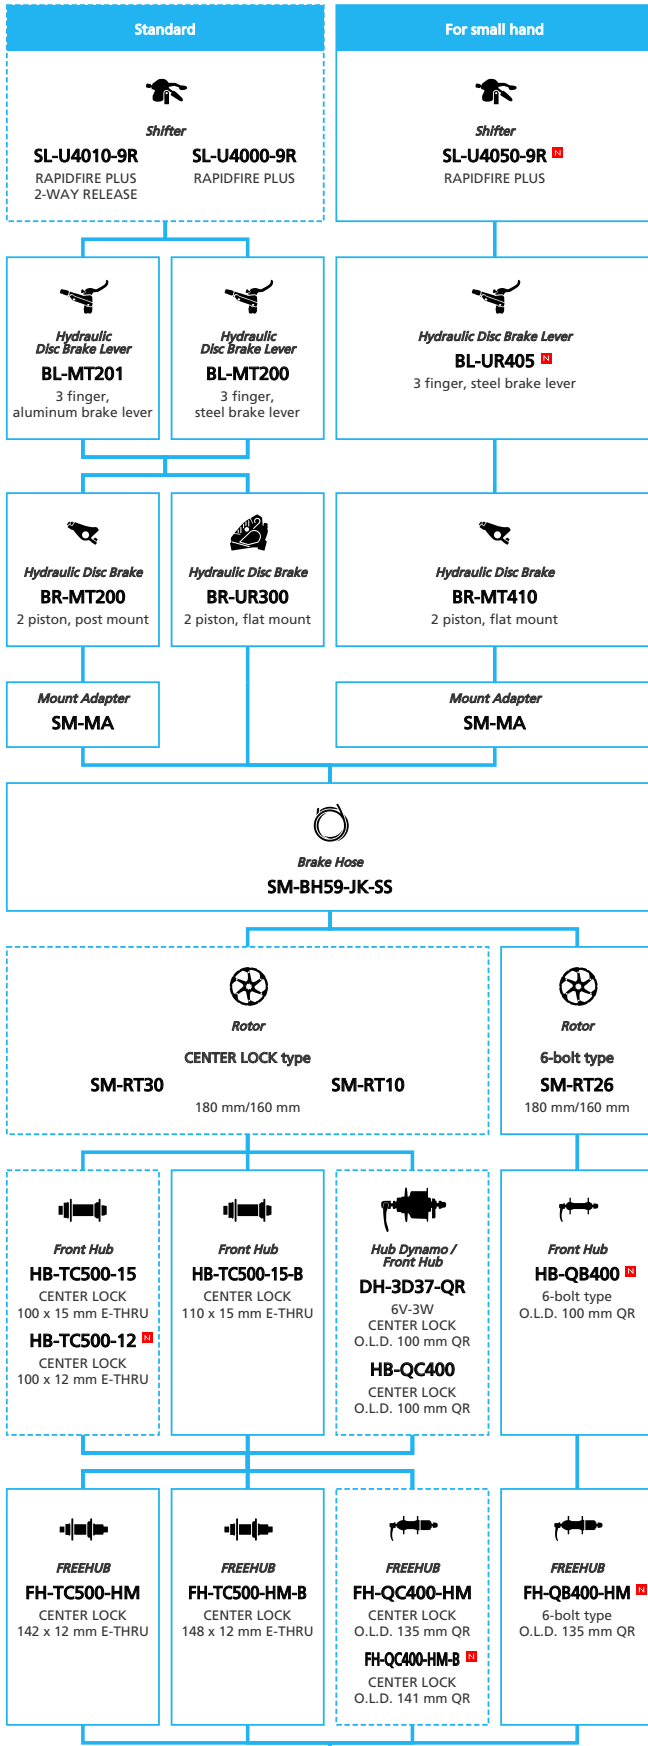 Standard
For small hand
Shifter
SL-U4010-9R
RAPIDFIRE PLUS
2-WAY RELEASE
SL-U4000-9R
RAPIDFIRE PLUS
Shifter
SL-U4050-9R N
RAPIDFIRE PLUS
Hydraulic
Disc Brake Lever
BL-MT201
3 finger,
aluminum brake lever
Hydraulic
Disc Brake Lever
BL-MT200
3 finger,
steel brake lever
Hydraulic Disc Brake Lever
BL-UR405 N
3 finger, steel brake lever
Hydraulic Disc Brake
BR-MT200
2 piston, post mount
Hydraulic Disc Brake
BR-UR300
2 piston, flat mount
Hydraulic Disc Brake
BR-MT410
2 piston, flat mount
Mount Adapter
SM-MA
Mount Adapter
SM-MA
Brake Hose
SM-BH59-JK-SS
Rotor
CENTER LOCK type
SM-RT30
SM-RT10
180 mm/160 mm
Rotor
6-bolt type
SM-RT26
180 mm/160 mm
Front Hub
HB-TC500-15
CENTER LOCK
100 x 15 mm E-THRU
HB-TC500-12 N
CENTER LOCK
100 x 12 mm E-THRU
Front Hub
HB-TC500-15-B
CENTER LOCK
110 x 15 mm E-THRU
Hub Dynamo /
Front Hub
DH-3D37-QR
6V-3W
CENTER LOCK
O.L.D. 100 mm QR
HB-QC400
CENTER LOCK
O.L.D. 100 mm QR
Front Hub
HB-QB400 N
6-bolt type
O.L.D. 100 mm QR
FREEHUB
FH-TC500-HM
CENTER LOCK
142 x 12 mm E-THRU
FREEHUB
FH-TC500-HM-B
CENTER LOCK
148 x 12 mm E-THRU
FREEHUB
FH-QC400-HM
CENTER LOCK
O.L.D. 135 mm QR
FH-QC400-HM-B N
CENTER LOCK
O.L.D. 141 mm QR
FREEHUB
FH-QB400-HM N
6-bolt type
O.L.D. 135 mm QR